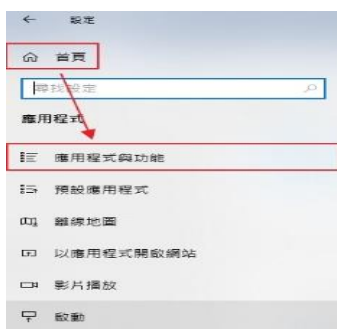 設定
首頁
尋找設定
應用程式
應用程式與功能
預設應用程式
離線地圖
以應用程式開啟網站
影片播放
啟動